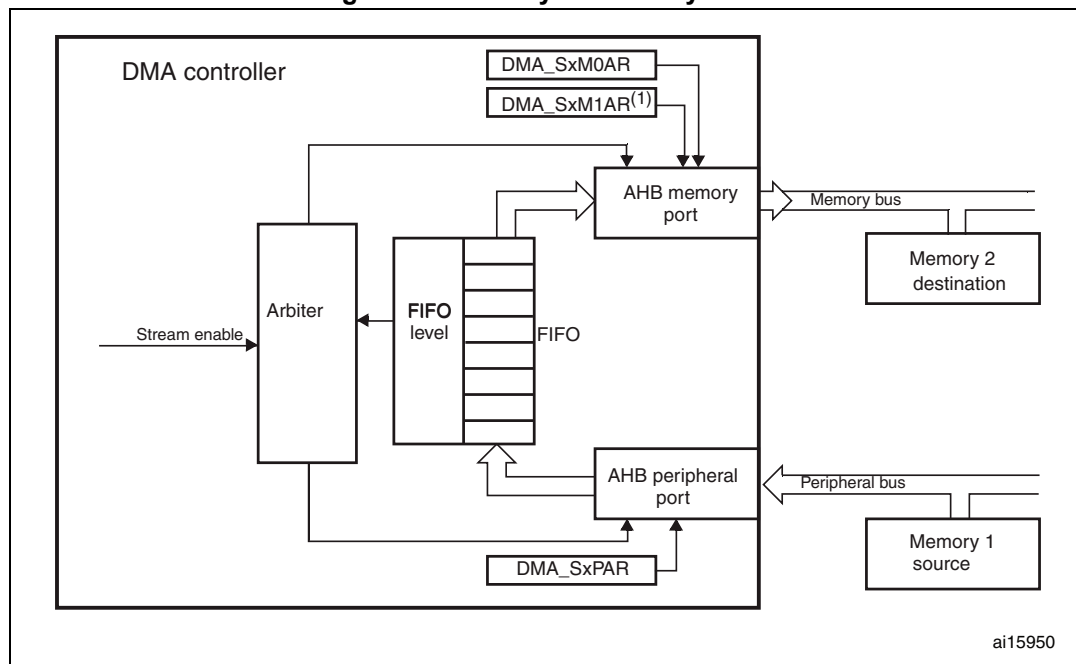 DMA controller
DMA_SxM0AR
DMA_SxM1AR(1)
AHB memory
port
Memory bus
Memory 2
destination
Arbiter
FIFO
level
FIFO
Stream enable
AHB peripheral
port
Peripheral bus
DMA_SxPAR
Memory 1
source
ai15950